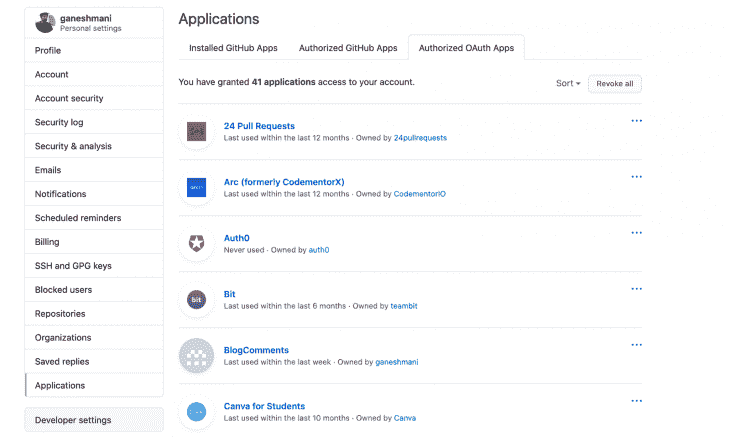 ganeshmani
Personal settings
Profile
Account
Account security
Security log
Security & analysis
Emails
Notifications
Scheduled reminders
Billing
SSH and GPG keys
Blocked users
Repositories
Organizations
Saved replies
Applications
Developer settings
Applications
Installed GitHub Apps
Authorized GitHub Apps
Authorized OAuth Apps
You have granted 41 applications access to your account.
Sort
Revoke all
24 Pull Requests
Last used within the last 12 months · Owned by 24pullrequests
Arc (formerly CodementorX)
Last used within the last 12 months · Owned by CodementorIO
Auth0
Never used · Owned by auth0
bit
Bit
Last used within the last 6 months · Owned by teambit
BlogComments
Last used within the last week · Owned by ganeshmani
Canva for Students
Last used within the last 10 months · Owned by Canva